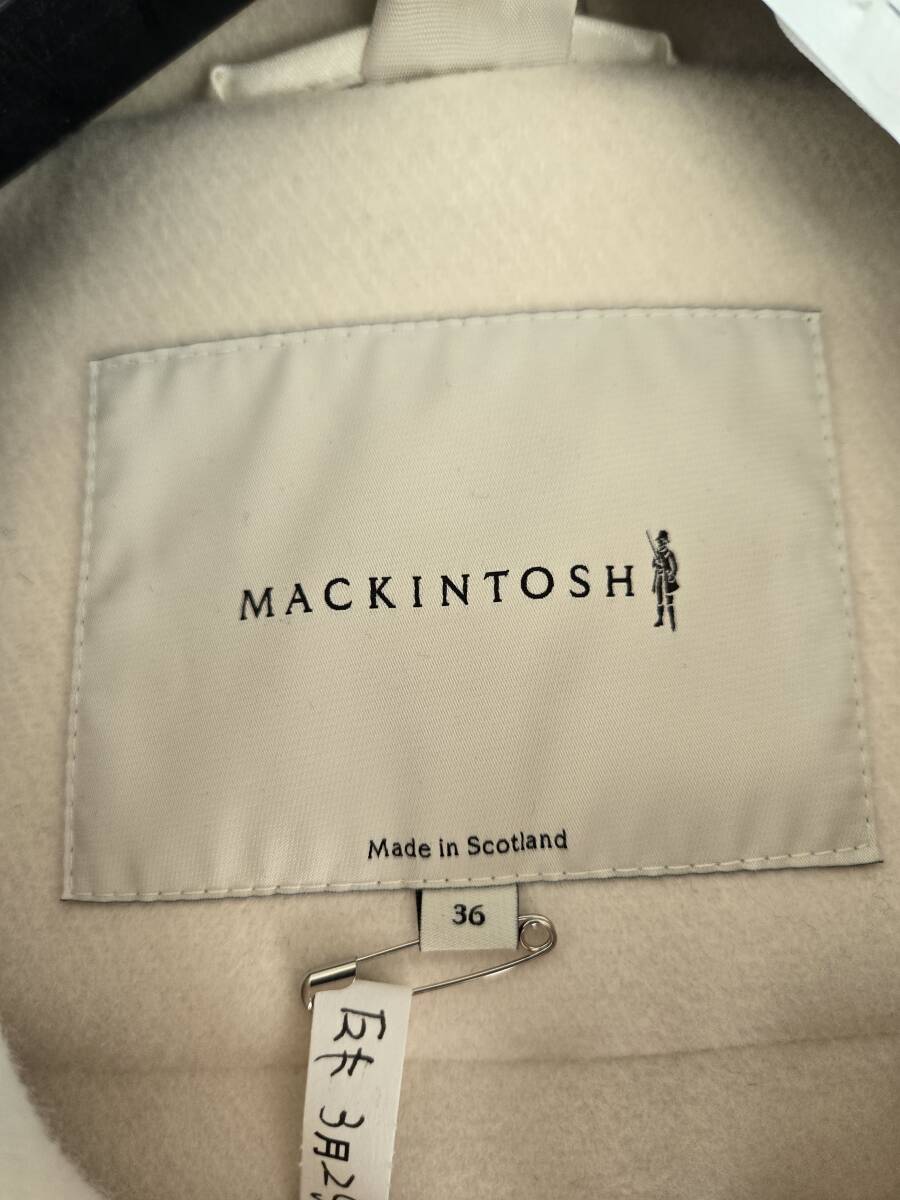 MACKINTOSH
Made in Scotland
36
3月